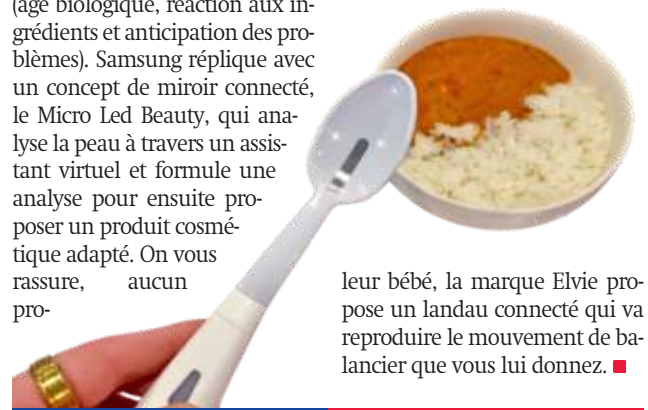 (âge biologique, réaction aux in-
grédients et anticipation des pro-
blèmes). Samsung réplique avec
un concept de miroir connecté,
le Micro Led Beauty, qui ana-
lyse la peau à travers un assis-
tant virtuel et formule une
analyse pour ensuite pro-
poser un produit cosmé-
tique adapté. On vous
rassure, aucun
pro-
leur bébé, la marque Elvie pro-
pose un landau connecté qui va
reproduire le mouvement de ba-
lancier que vous lui donnez.